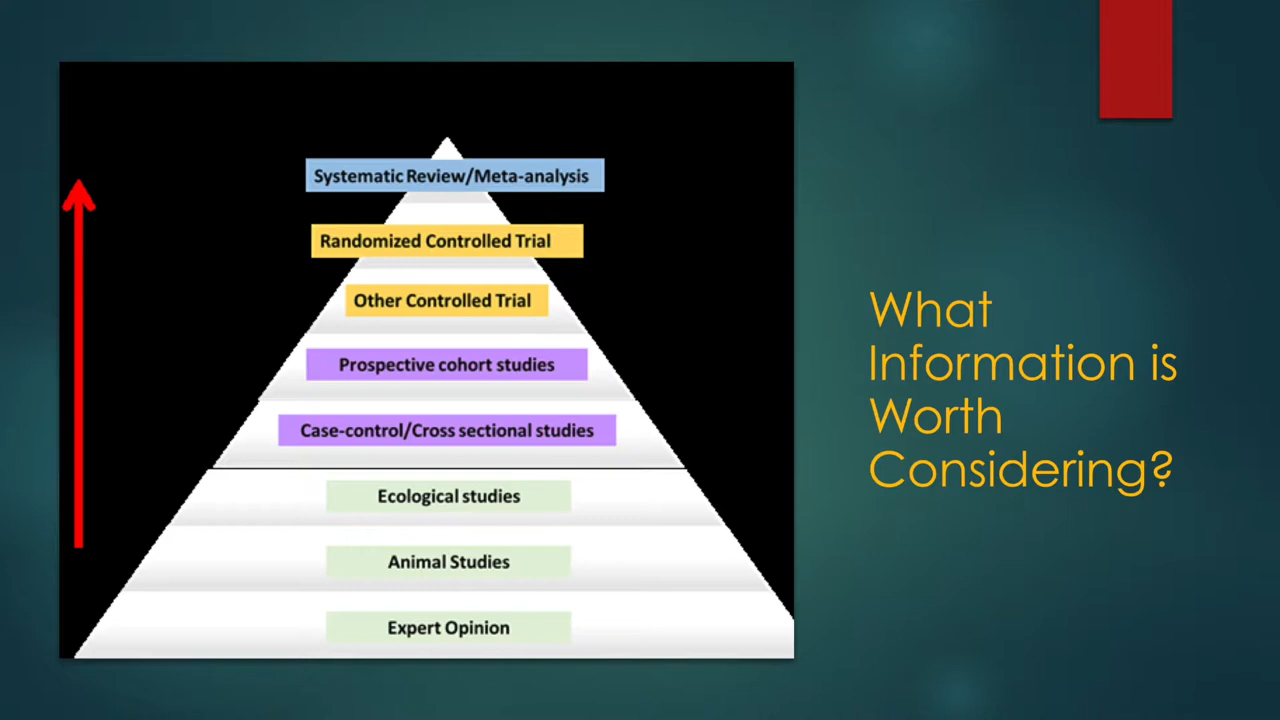 Systematic Review/Meta-analysis
Randomized Controlled Trial
Other Controlled Trial
Prospective cohort studies
Case-control/Cross sectional studies
Ecological studies
Animal Studies
Expert Opinion
What
Information is
Worth
Considering?